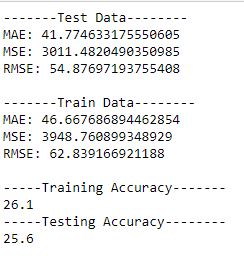 -------Test Data--------
MAE: 41.774633175550605
MSE: 3011.4820490350985
RMSE: 54.87697193755408
-------Train Data--------
MAE: 46.667686894462854
MSE: 3948.760899348929
RMSE: 62.839166921188
-----Training Accuracy-------
26.1
-----Testing Accuracy--------
25.6